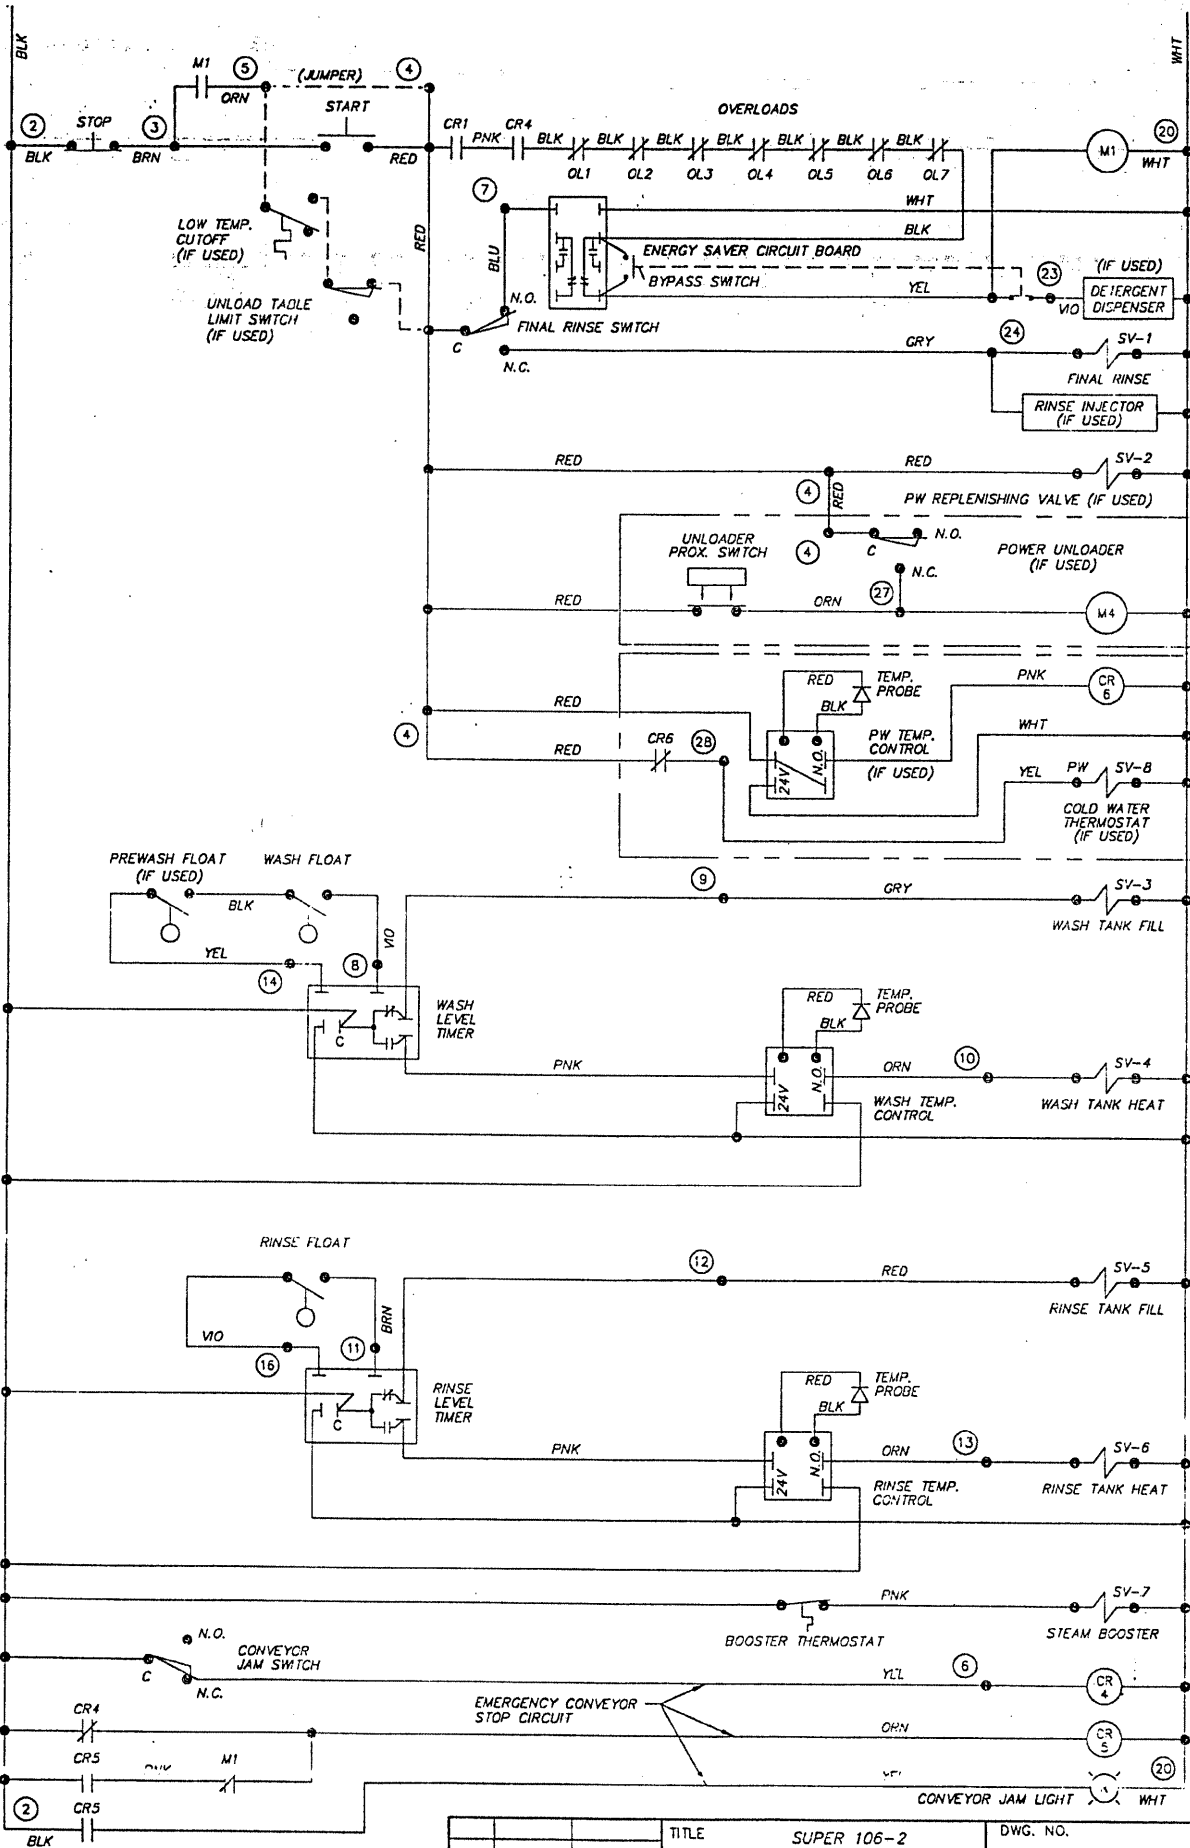 BLK
WHT
M1
5
(JUMPER)
4
ORN
START
OVERLOADS
2
STOP
3
CR1
PNK
CR4
BLK
BLK
BLK
BLK
BLK
BLK
BLK
M1
20
BLK
BRN
RED
OL1
OL2
OL3
OL4
OL5
OL6
OL7
WHT
7
WHT
LOW TEMP.
CUTOFF
(IF USED)
RED
BLU
BLK
ENERGY SAVER CIRCUIT BOARD
BYPASS SWITCH
(IF USED)
23
UNLOAD TABLE
LIMIT SWITCH
(IF USED)
N.O.
YEL
VIO
DETERGENT
DISPENSER
FINAL RINSE SWITCH
C
N.C.
GRY
24
SV-1
FINAL RINSE
RINSE INJECTOR
(IF USED)
RED
RED
SV-2
4
RED
PW REPLENISHING VALVE (IF USED)
UNLOADER
PROX. SWITCH
4
C
N.O.
POWER UNLOADER
(IF USED)
N.C.
RED
ORN
27
M4
RED
TEMP.
PROBE
PNK
CR
6
RED
BLK
4
PW TEMP.
CONTROL
(IF USED)
WHT
RED
CR6
28
24V
N.O.
YEL
PW
SV-8
COLD WATER
THERMOSTAT
(IF USED)
PREWASH FLOAT
(IF USED)
WASH FLOAT
BLK
9
GRY
SV-3
VIO
WASH TANK FILL
YEL
14
8
WASH
LEVEL
TIMER
C
RED
TEMP.
PROBE
BLK
PNK
ORN
10
SV-4
24V
N.O.
WASH TEMP.
CONTROL
WASH TANK HEAT
RINSE FLOAT
12
RED
SV-5
BRN
RINSE TANK FILL
VIO
16
11
RINSE
LEVEL
TIMER
C
RED
TEMP.
PROBE
BLK
PNK
ORN
13
SV-6
24V
N.O.
RINSE TEMP.
CONTROL
RINSE TANK HEAT
PNK
SV-7
BOOSTER THERMOSTAT
STEAM BOOSTER
N.O.
CONVEYOR
JAM SWITCH
C
N.C.
YEL
6
CR
4
EMERGENCY CONVEYOR
STOP CIRCUIT
CR4
ORN
CR
5
CR5
PNK
M1
YEL
20
2
CR5
CONVEYOR JAM LIGHT
WHT
BLK
TITLE
SUPER 106-2
DWG. NO.